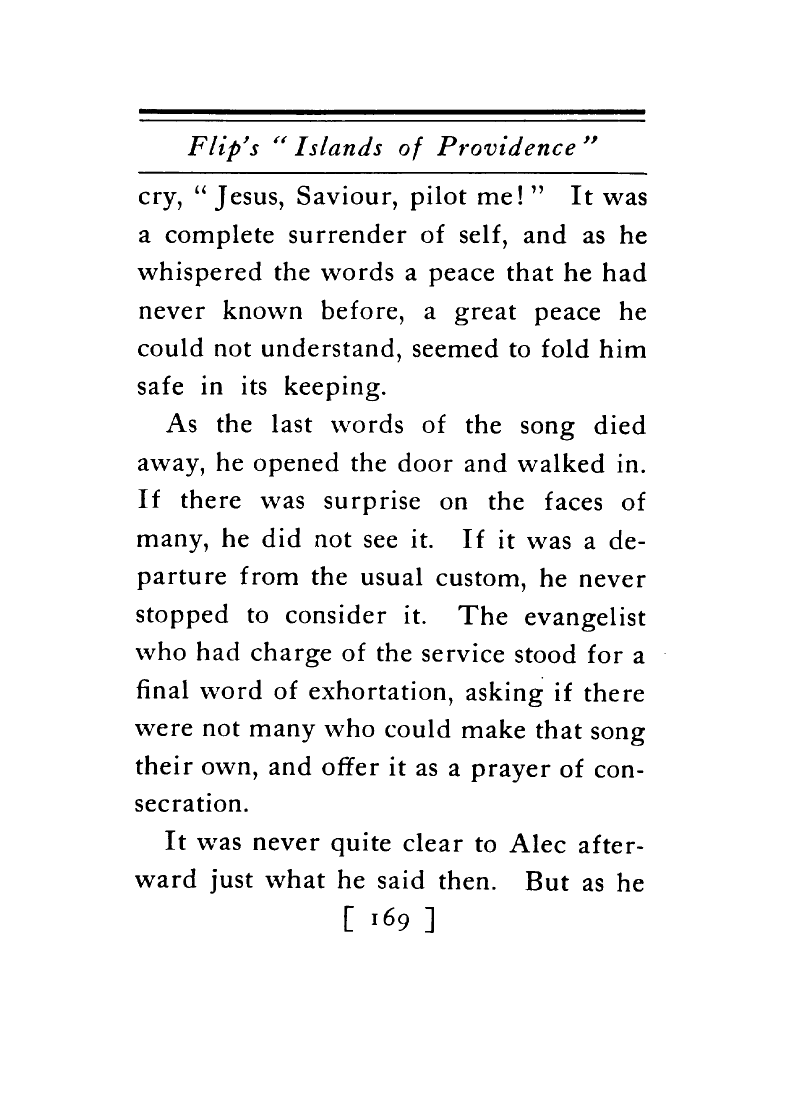 Flip's "Islands of Providence"
cry, "Jesus, Saviour, pilot me!" It was
a complete surrender of self, and as he
whispered the words a peace that he had
never known before, a great peace he
could not understand, seemed to fold him
safe in its keeping.
As the last words of the song died
away, he opened the door and walked in.
If there was surprise on the faces of
many, he did not see it. If it was a de-
parture from the usual custom, he never
stopped to consider it. The evangelist
who had charge of the service stood for a
final word of exhortation, asking if there
were not many who could make that song
their own, and offer it as a prayer of con-
secration.
It was never quite clear to Alec after-
ward just what he said then. But as he
[ 169 ]